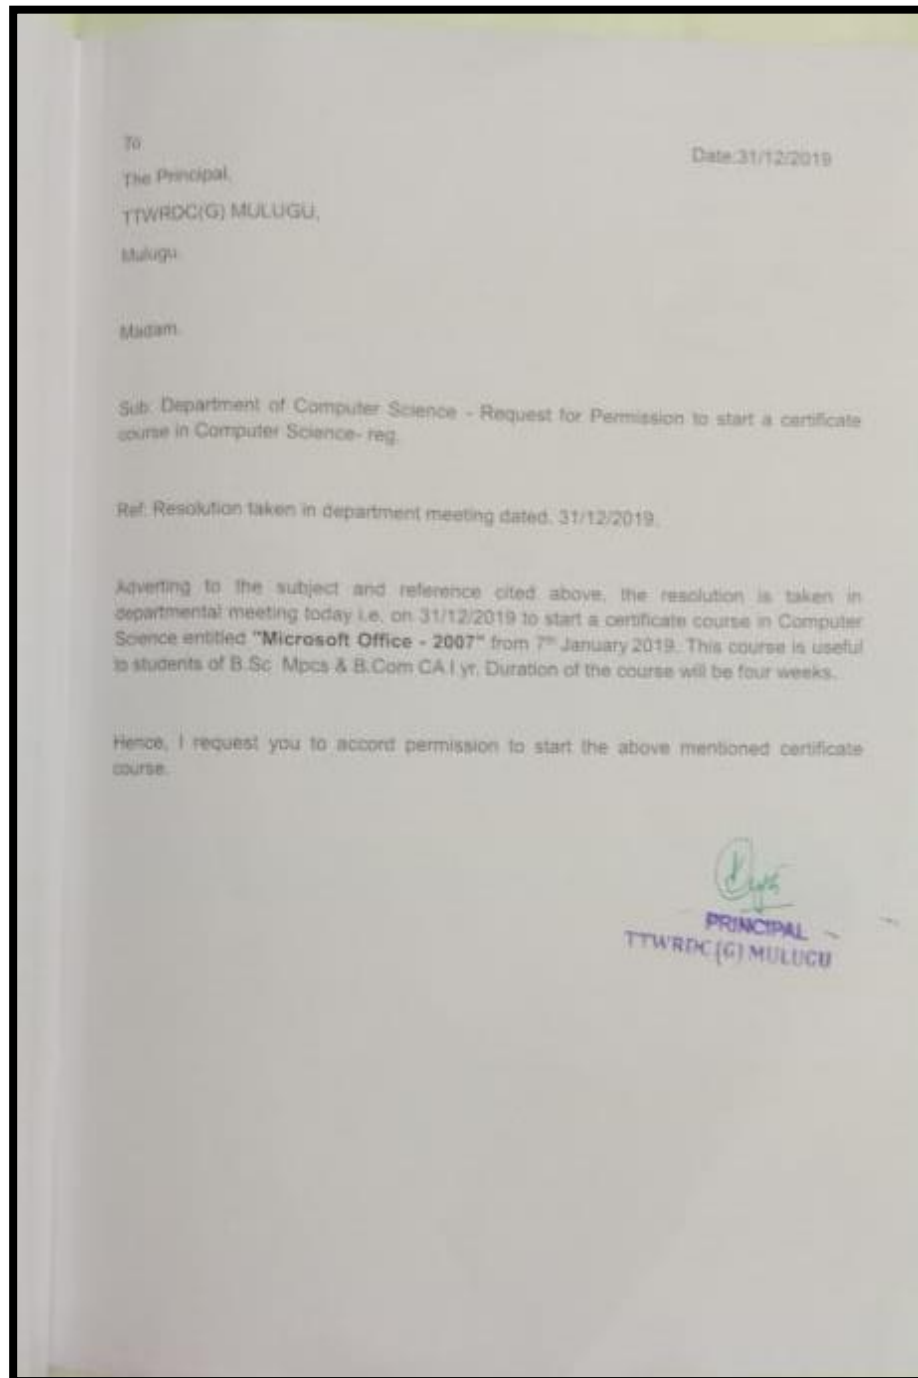 To
Date:31/12/2019
The Principal,
TTWRDC(G) MULUGU,
Mulugu.
Madam.
Sub: Department of Computer Science - Request for Permission to start a certificate
course in Computer Science- reg.
Ref: Resolution taken in department meeting dated. 31/12/2019.
Adverting to the subject and reference cited above, the resolution is taken in
departmental meeting today i.e. on 31/12/2019 to start a certificate course in Computer
Science entitled "Microsoft Office - 2007" from 7th January 2019. This course is useful
to students of B.Sc Mpcs & B.Com CA I yr. Duration of the course will be four weeks.
Hence, I request you to accord permission to start the above mentioned certificate
course.
PRINCIPAL
TTWRDC (G) MULUGU